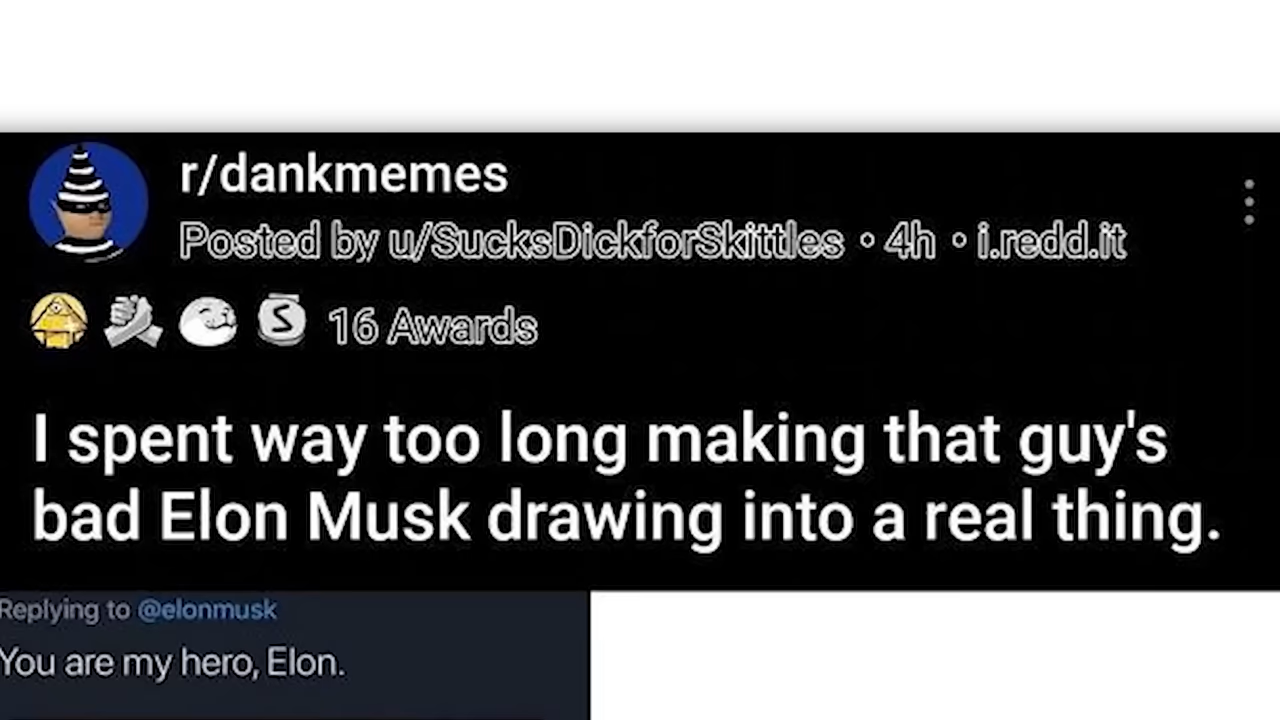 r/dankmemes
Posted by u/SucksDickforSkittles • 4h • i.redd.it
16 Awards
I spent way too long making that guy's
bad Elon Musk drawing into a real thing.
Replying to @elonmusk
You are my hero, Elon.